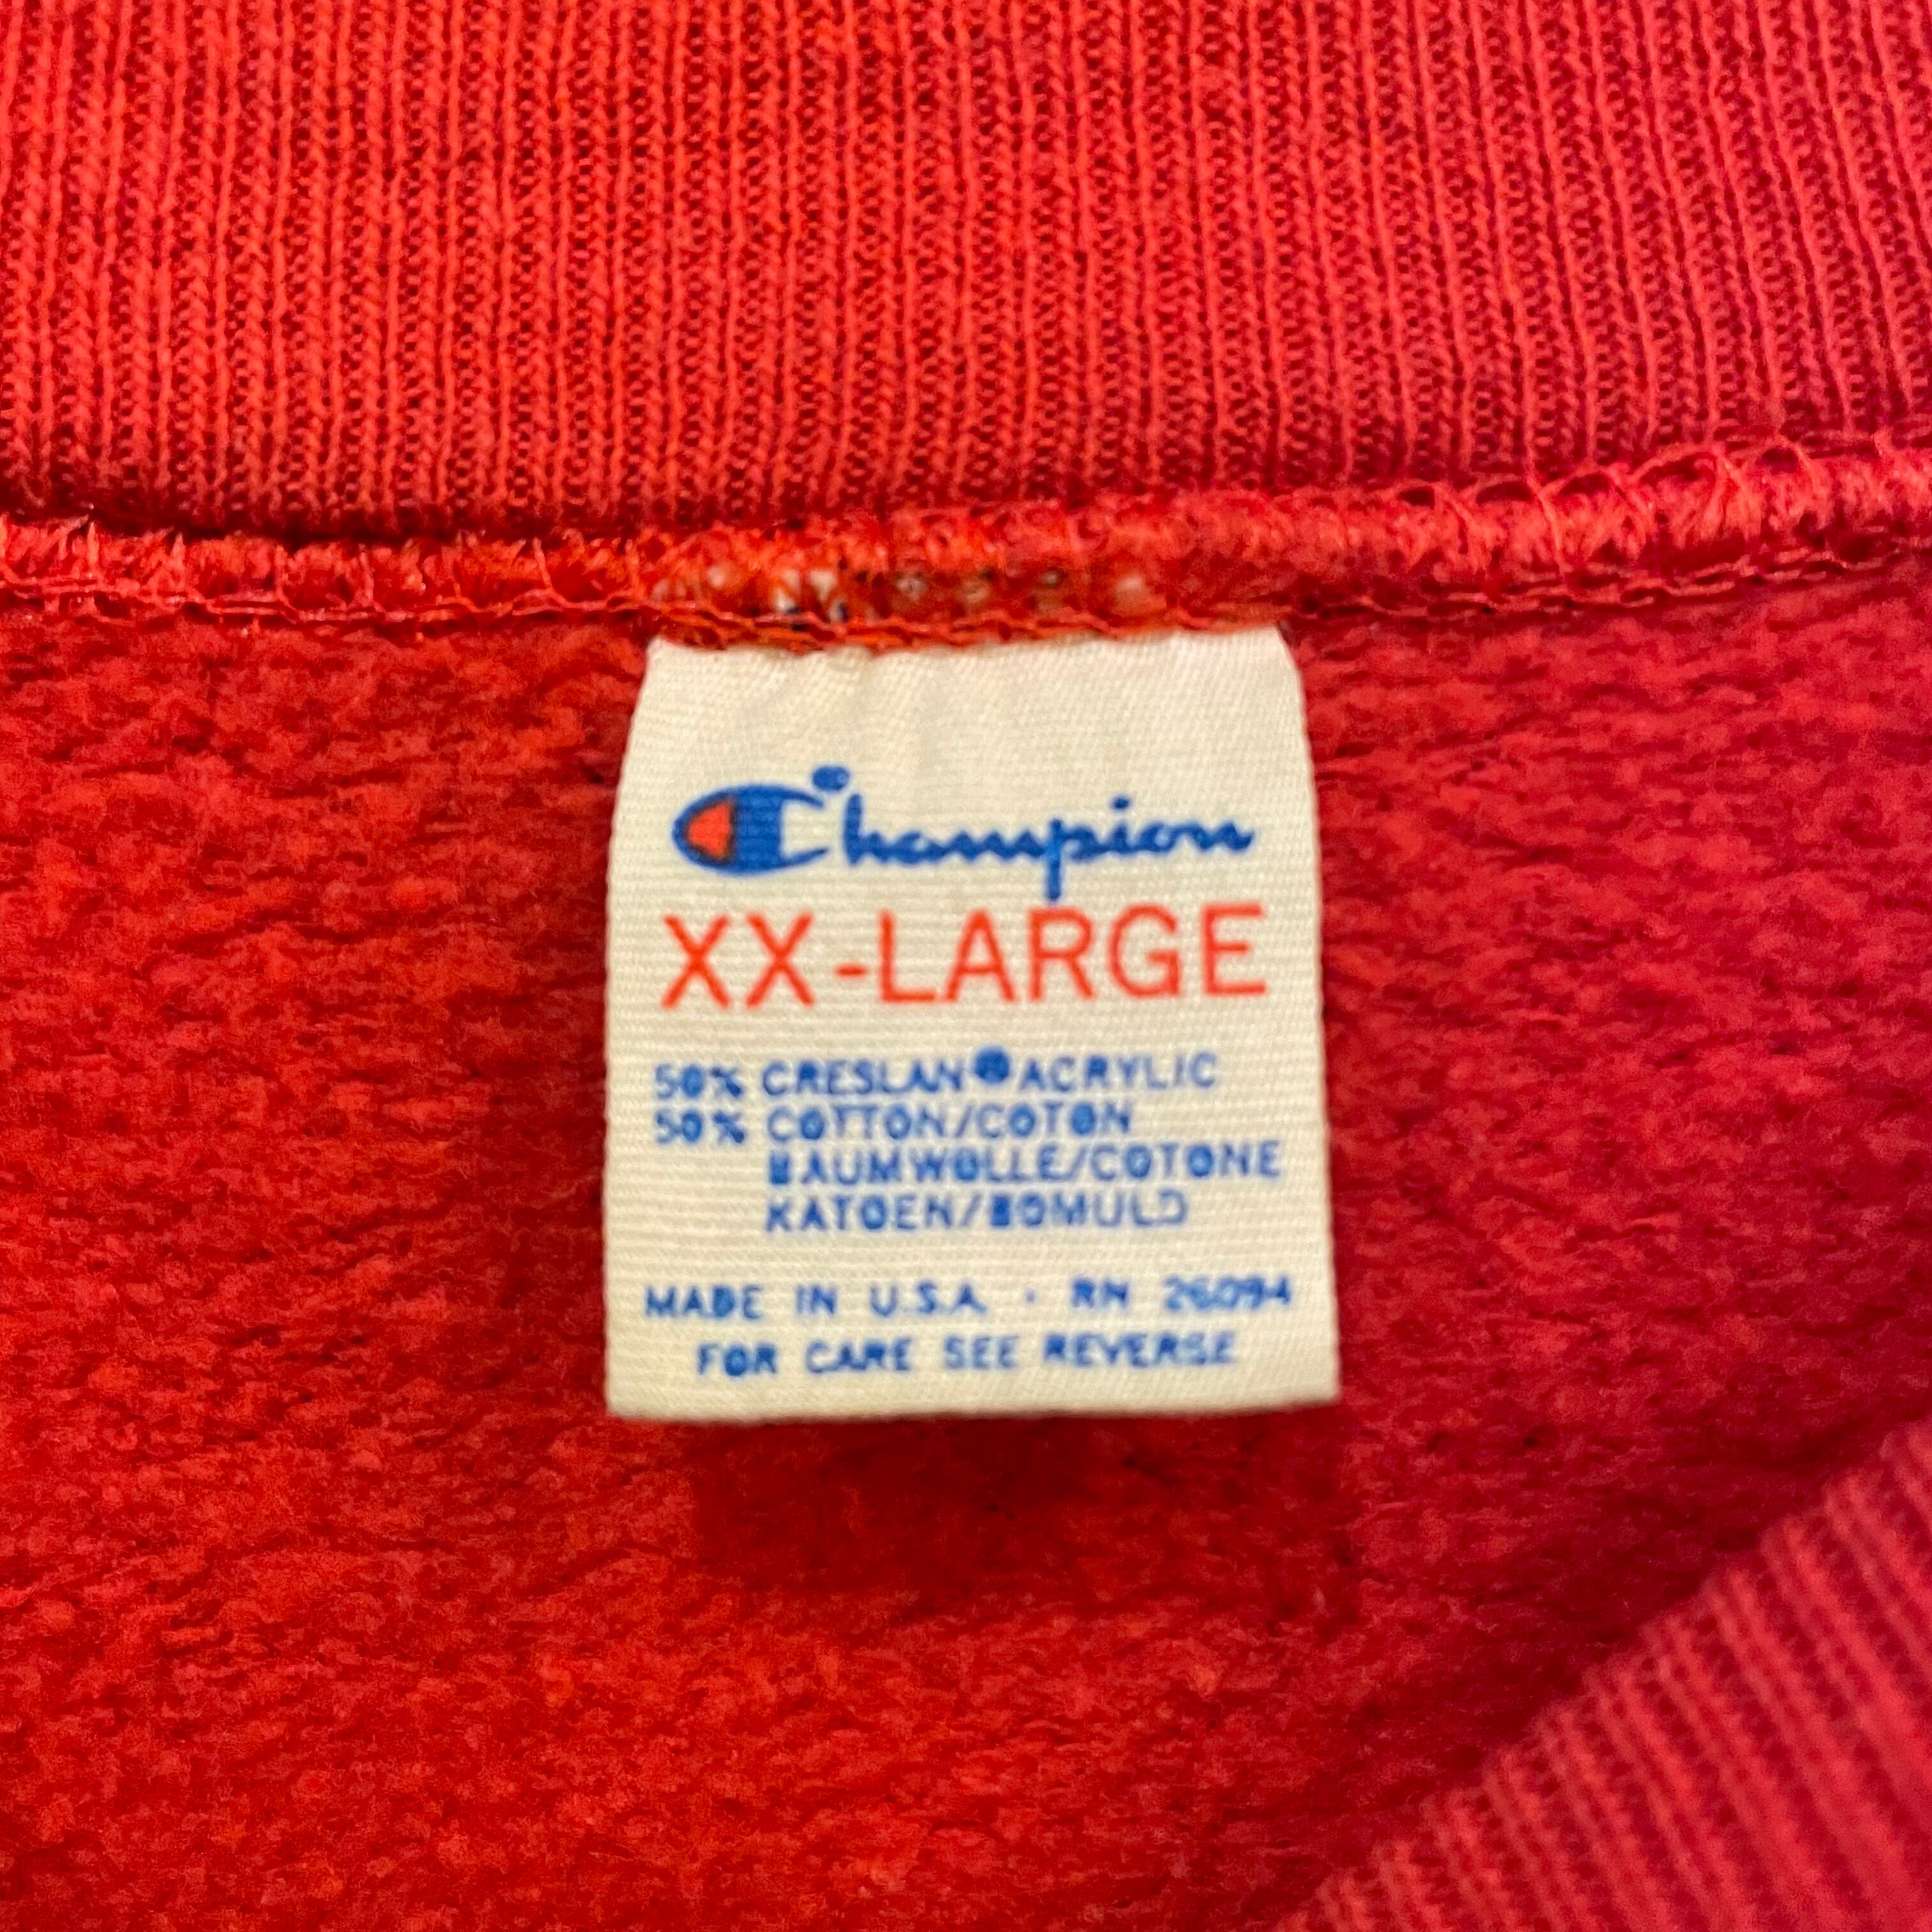 Champion®
XX-LARGE
50% CRESLAN® ACRYLIC
50% COTTON/COTON
BAUMWOLLE/COTONE
KATOEN/BOMULD
MADE IN U.S.A. · RN 26094
FOR CARE SEE REVERSE